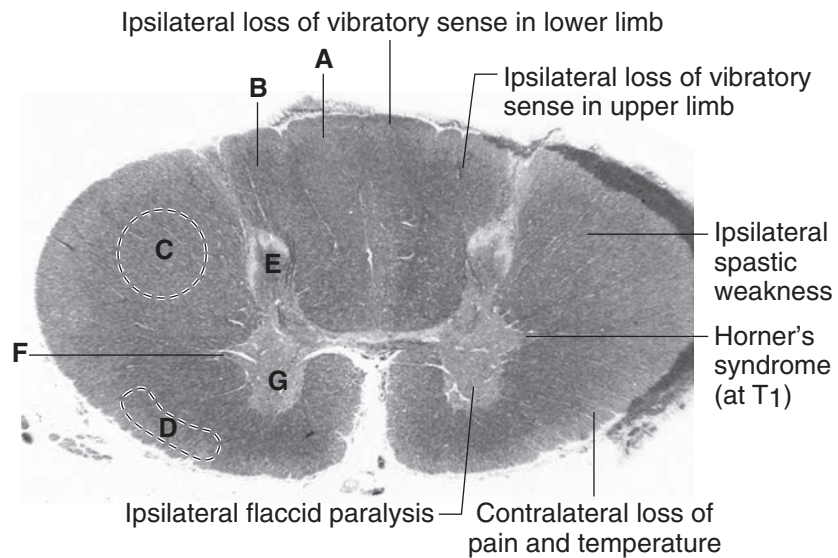 Ipsilateral loss of vibratory sense in lower limb
A
B
Ipsilateral loss of vibratory
sense in upper limb
C
E
Ipsilateral
spastic
weakness
F
Horner's
syndrome
(at T1)
G
D
Ipsilateral flaccid paralysis
Contralateral loss of
pain and temperature